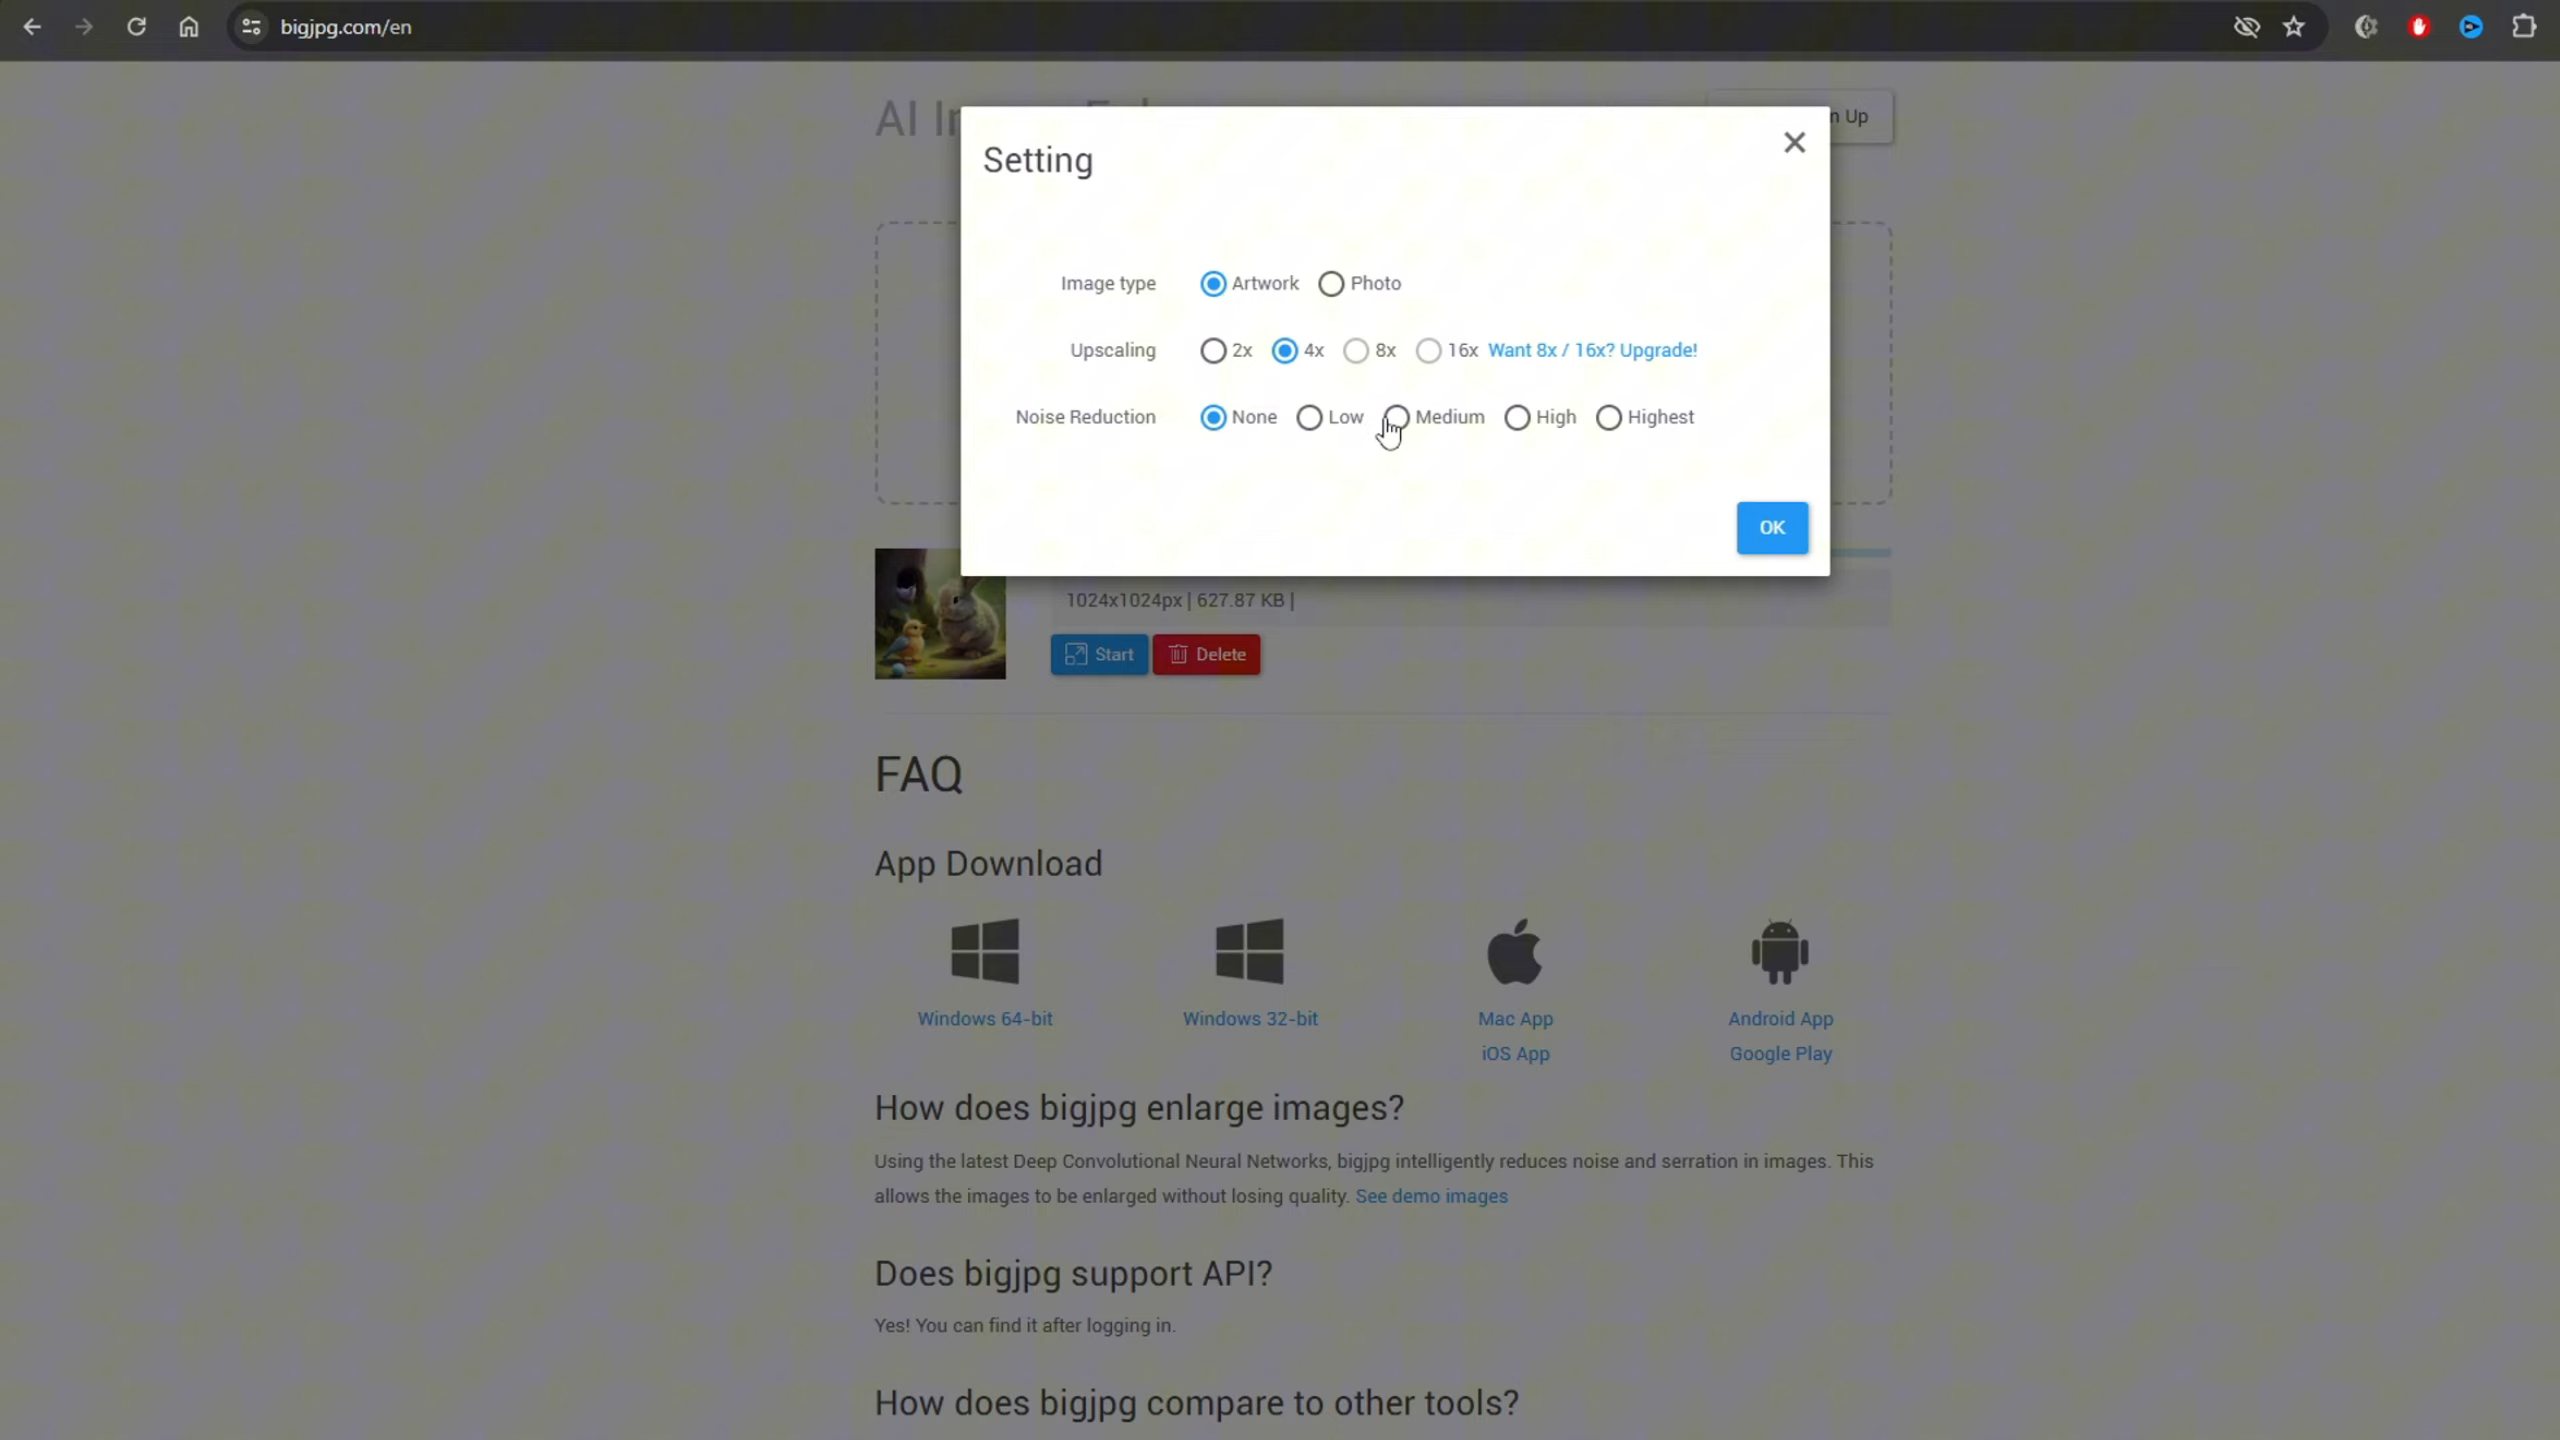 bigjpg.com/en
AI I
n Up
Setting
Image type Artwork Photo
Upscaling 2x 4x 8x 16x Want 8x / 16x? Upgrade!
Noise Reduction None Low Medium High Highest
OK
1024x1024px | 627.87 KB |
Start Delete
FAQ
App Download
Windows 64-bit Windows 32-bit Mac App Android App
iOS App Google Play
How does bigjpg enlarge images?
Using the latest Deep Convolutional Neural Networks, bigjpg intelligently reduces noise and serration in images. This
allows the images to be enlarged without losing quality. See demo images
Does bigjpg support API?
Yes! You can find it after logging in.
How does bigjpg compare to other tools?